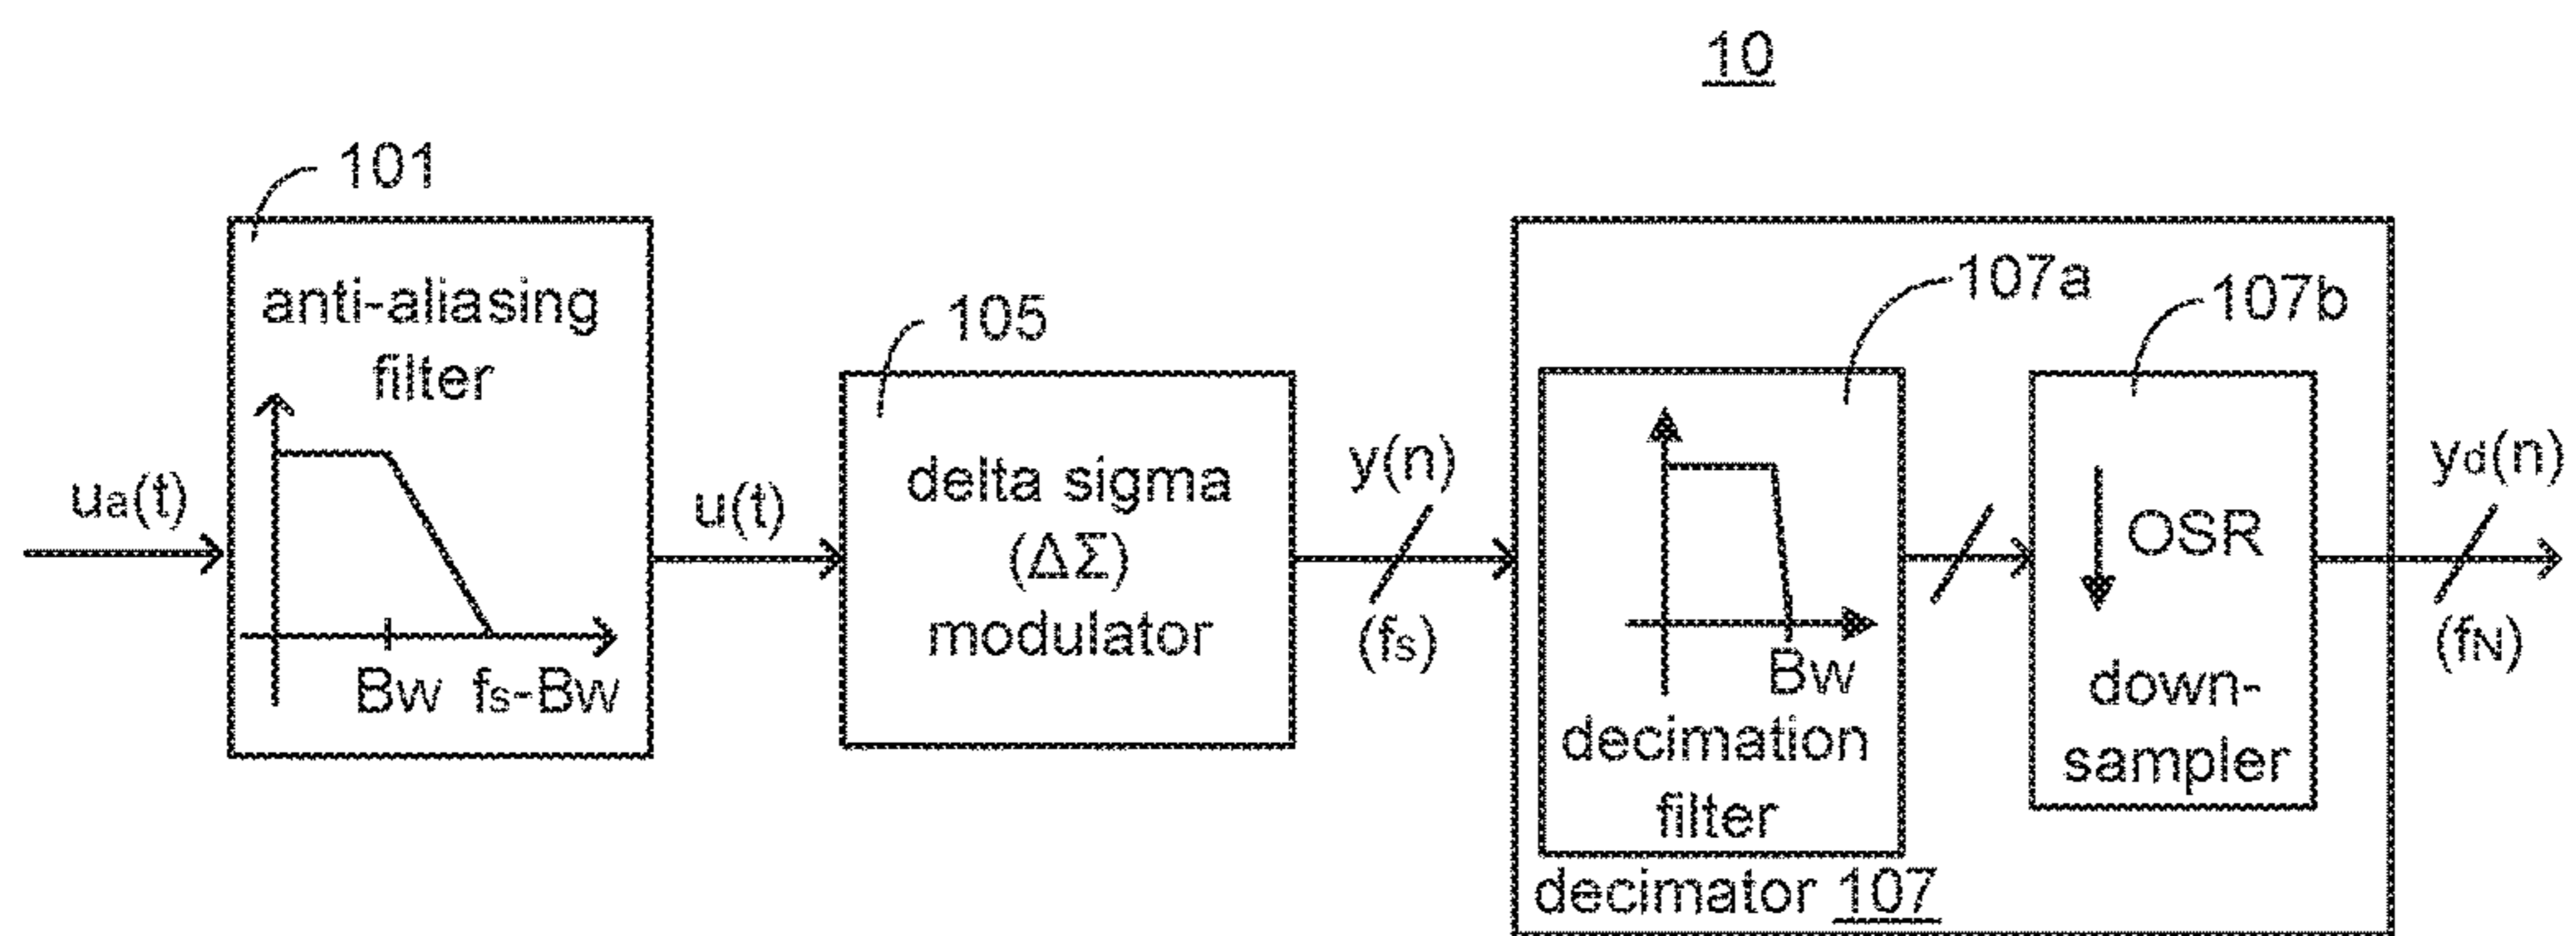 10
101
anti-aliasing
filter
Bw
fs-Bw
ua(t)
u(t)
105
delta sigma
(ΔΣ)
modulator
y(n)
(fs)
107a
Bw
decimation
filter
107b
OSR
down-
sampler
decimator 107
yd(n)
(fN)